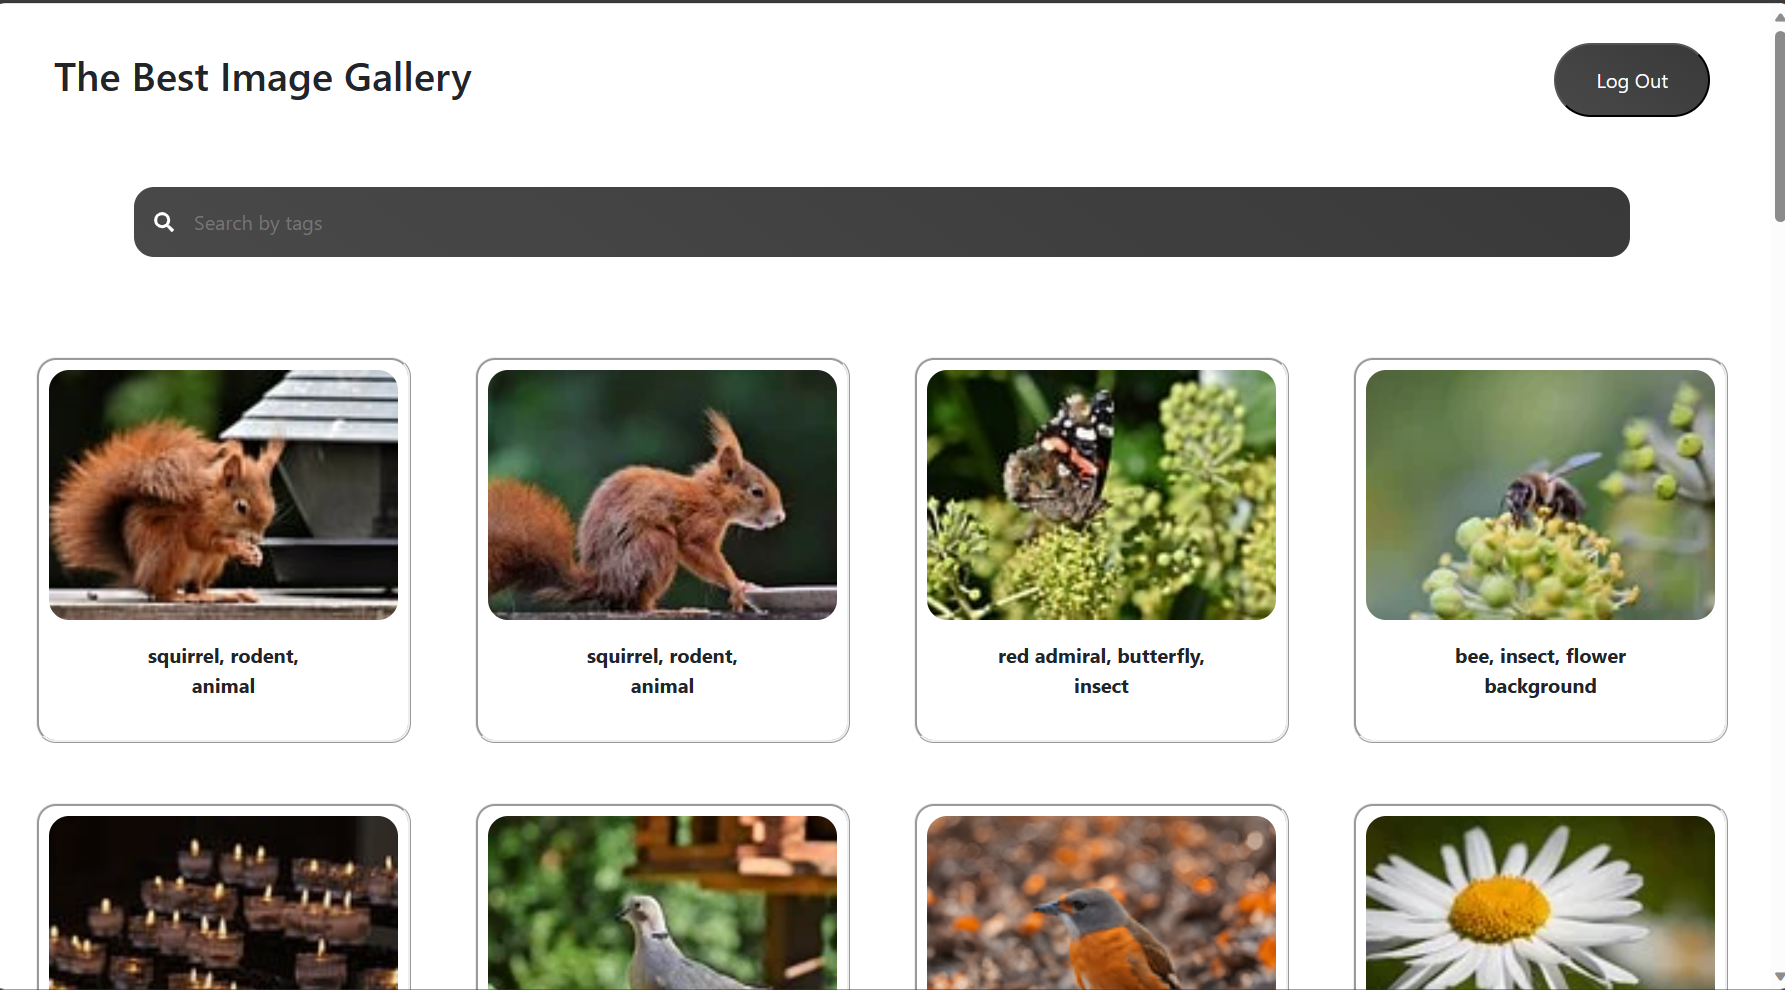 The Best Image Gallery
Log Out
Search by tags
squirrel, rodent,
animal
squirrel, rodent,
animal
red admiral, butterfly,
insect
bee, insect, flower
background